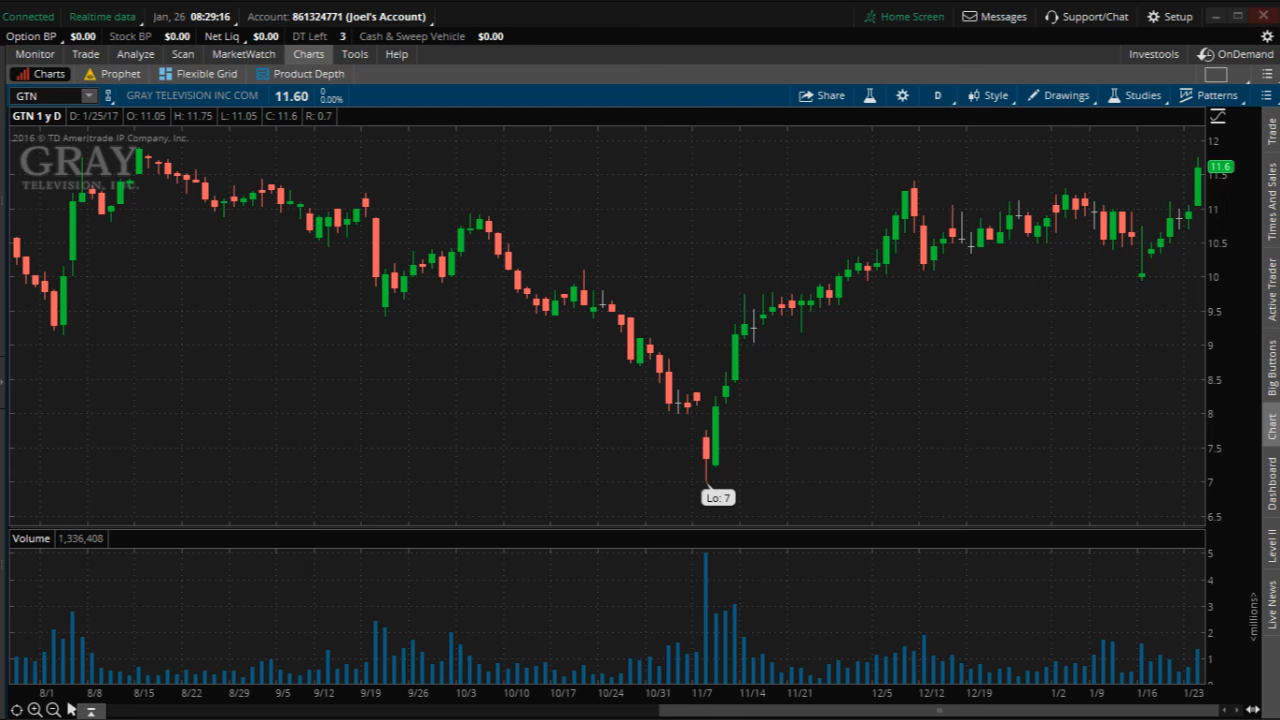 Connected Realtime data Jan, 26 08:29:16 Account: 861324771 (Joel's Account) Home Screen Messages Support/Chat Setup
Option BP $0.00 Stock BP $0.00 Net Liq $0.00 DT Left 3 Cash & Sweep Vehicle $0.00
Monitor Trade Analyze Scan MarketWatch Charts Tools Help Investools OnDemand
Charts Prophet Flexible Grid Product Depth
GTN GRAY TELEVISION INC COM 11.60 0 0.00% Share D Style Drawings Studies Patterns
GTN 1 y D D: 1/25/17 O: 11.05 H: 11.75 L: 11.05 C: 11.6 R: 0.7
2016 © TD Ameritrade IP Company, Inc.
GRAY
TELEVISION, INC.
12
11.6
11.5
11
10.5
10
9.5
9
8.5
8
7.5
7
6.5
Lo: 7
Volume 1,336,408
5
4
3
2
1
<millions>
8/1 8/8 8/15 8/22 8/29 9/5 9/12 9/19 9/26 10/3 10/10 10/17 10/24 10/31 11/7 11/14 11/21 12/5 12/12 12/19 1/2 1/9 1/16 1/23
Trade
Times And Sales
Active Trader
Big Buttons
Chart
Dashboard
Level II
Live News